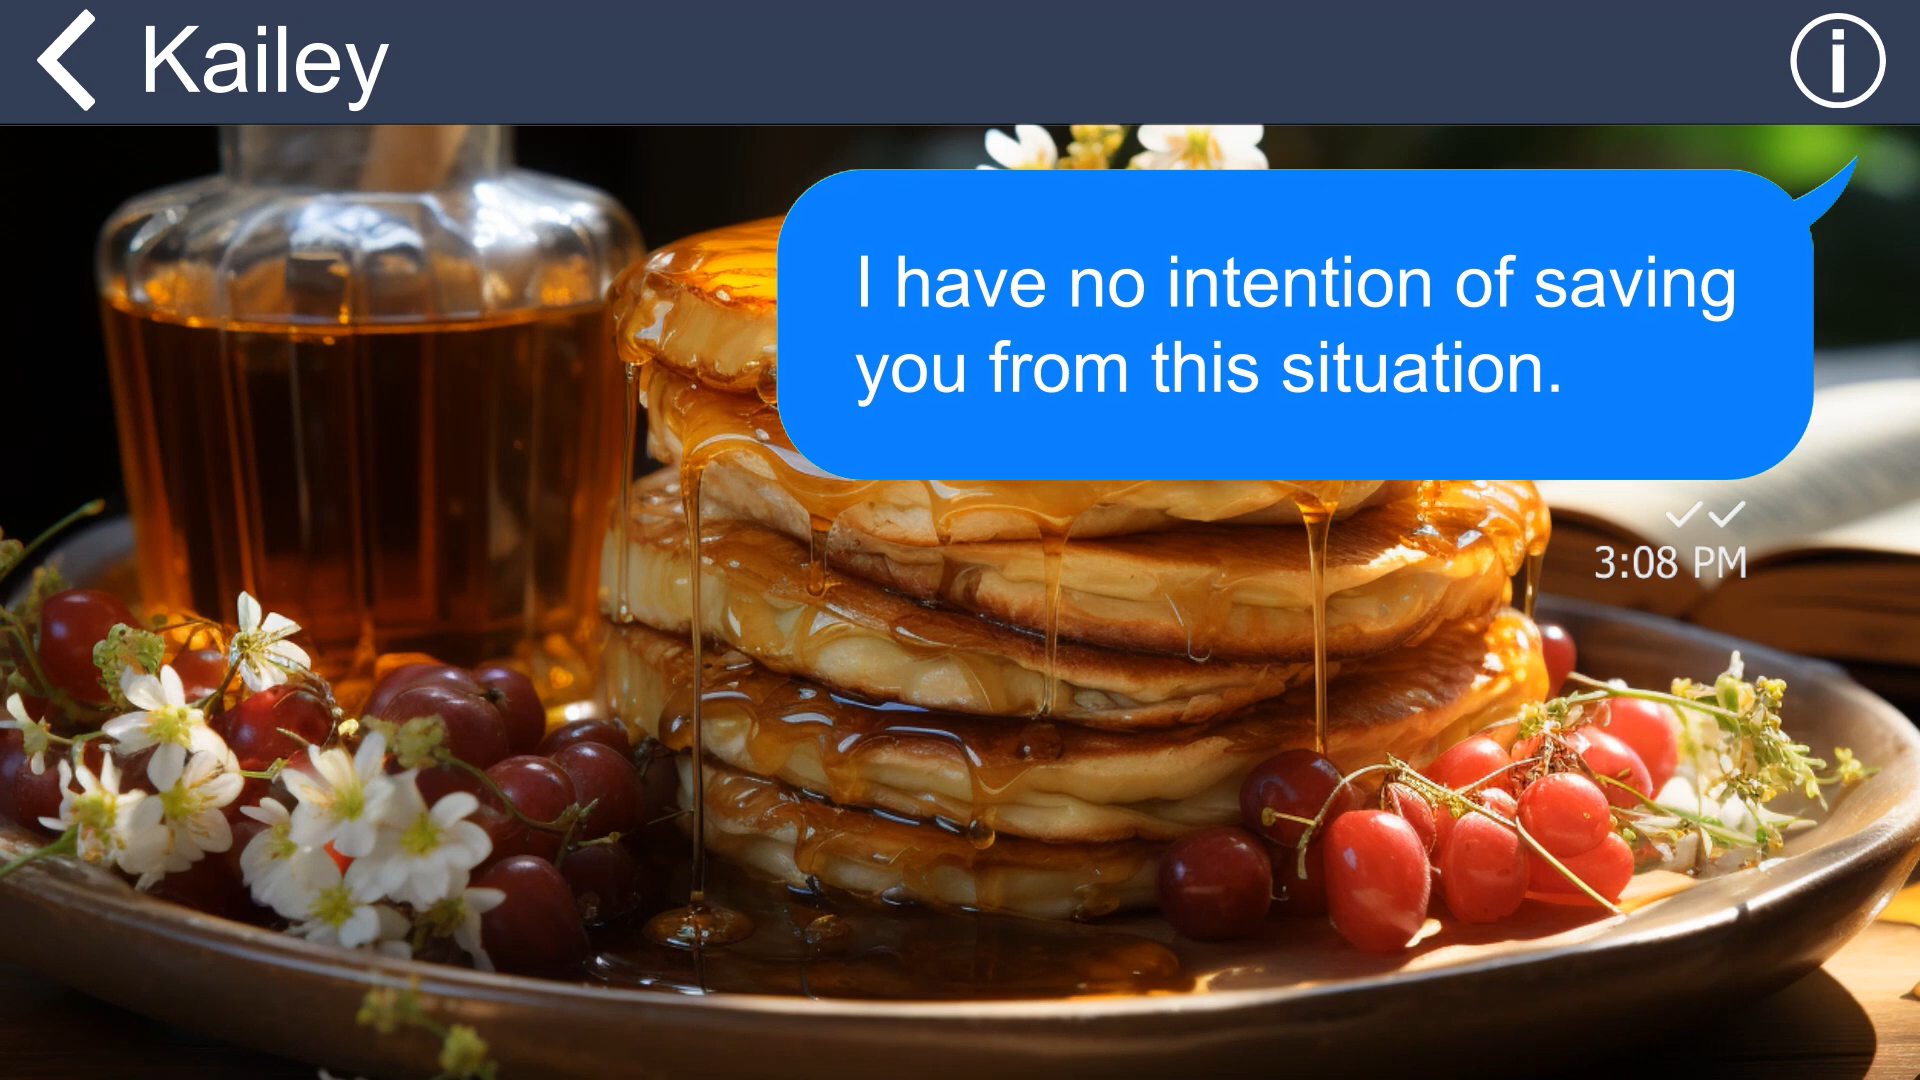 Kailey
I have no intention of saving
you from this situation.
3:08 PM